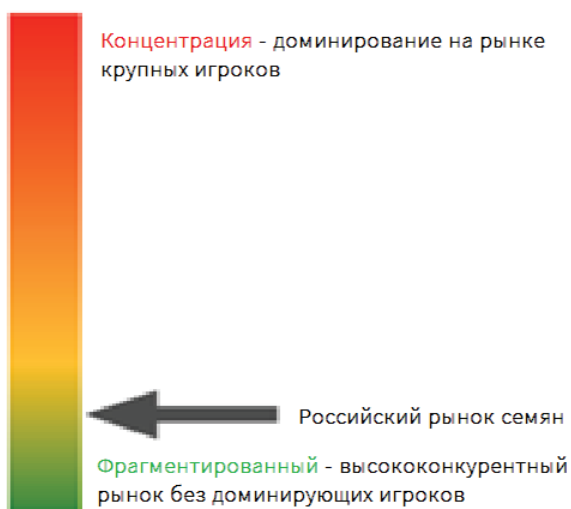 Концентрация - доминирование на рынке
крупных игроков
Российский рынок семян
Фрагментированный - высококонкурентный
рынок без доминирующих игроков